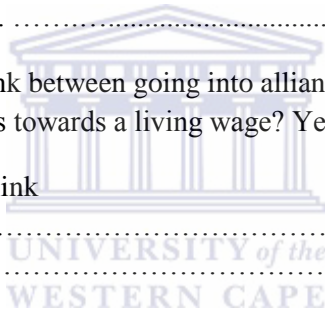 ................................................
nk between going into allian
s towards a living wage? Ye
ink
................................................
UNIVERSITY of the
................................................
WESTERN CAPE